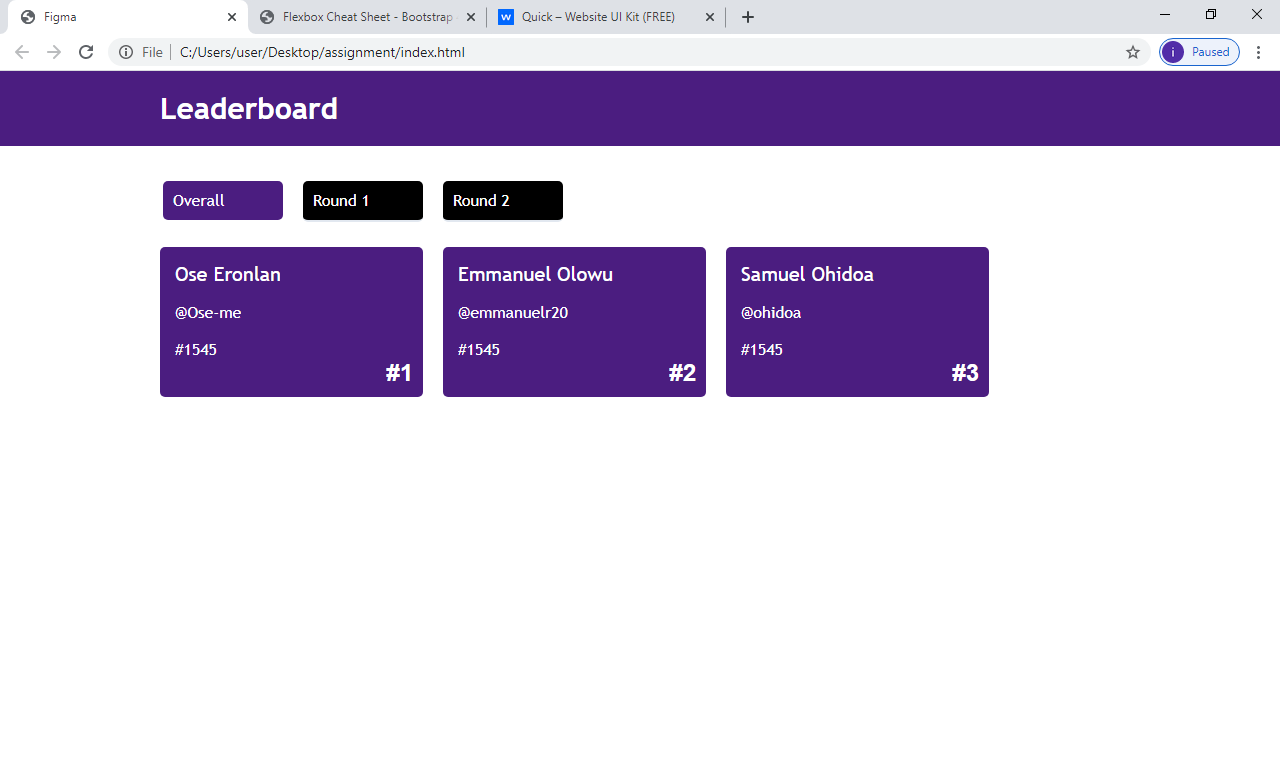 Figma
Flexbox Cheat Sheet - Bootstrap
Quick – Website UI Kit (FREE)
File
C:/Users/user/Desktop/assignment/index.html
i
Paused
Leaderboard
Overall
Round 1
Round 2
Ose Eronlan
@Ose-me
#1545
#1
Emmanuel Olowu
@emmanuelr20
#1545
#2
Samuel Ohidoa
@ohidoa
#1545
#3